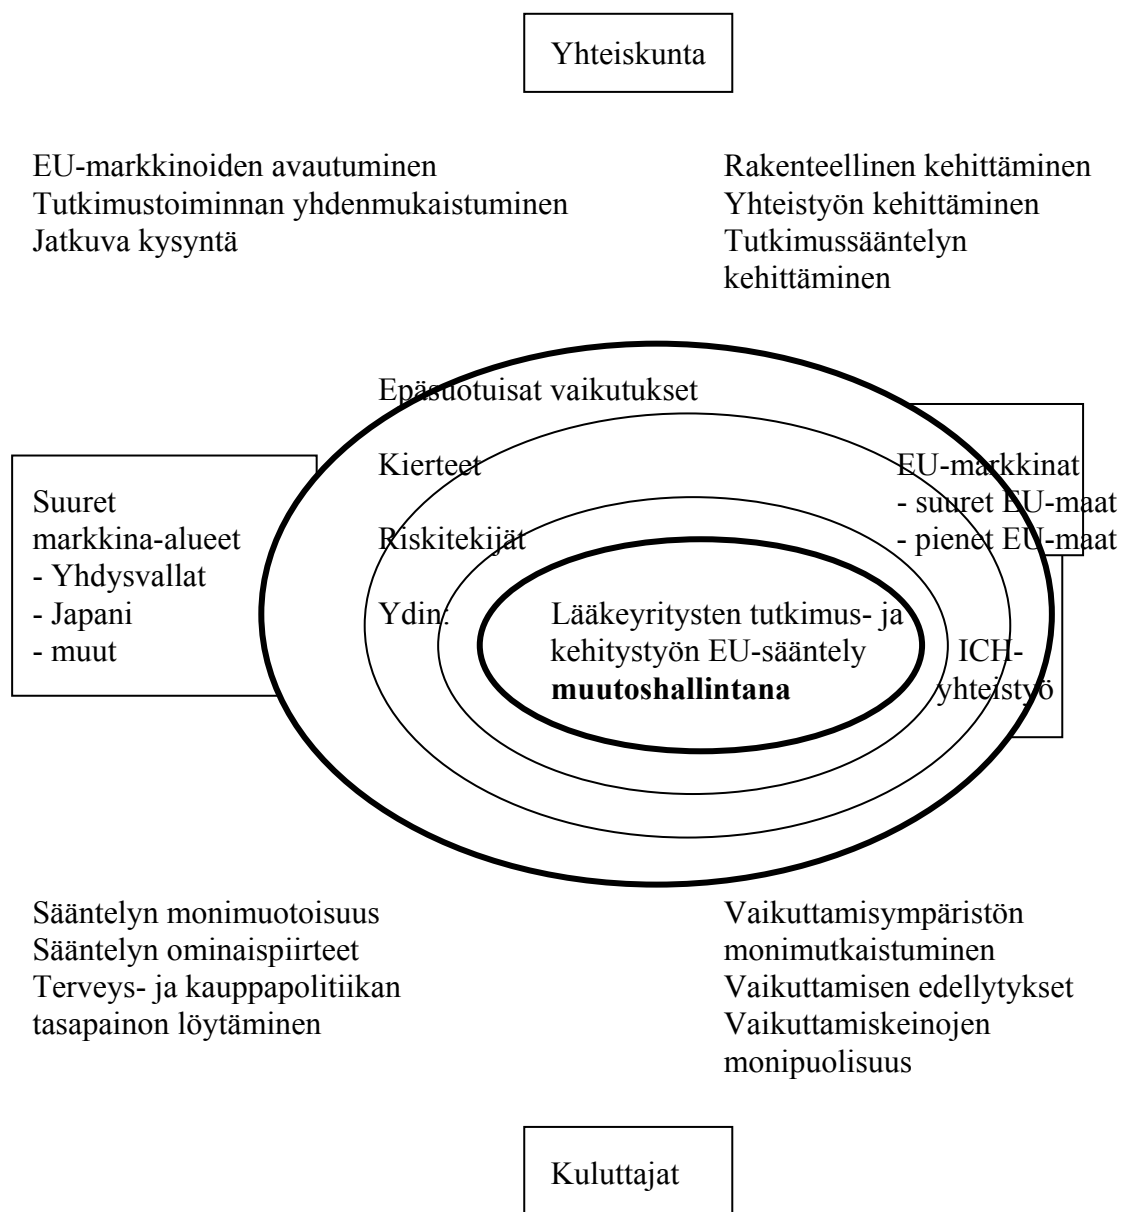 Yhteiskunta
EU-markkinoiden avautuminen
Tutkimustoiminnan yhdenmukaistuminen
Jatkuva kysyntä
Rakenteellinen kehittäminen
Yhteistyön kehittäminen
Tutkimussääntelyn
kehittäminen
Epäsuotuisat vaikutukset
Kierteet
Riskitekijät
Ydin:
Suuret
markkina-alueet
- Yhdysvallat
- Japani
- muut
Lääkeyritysten tutkimus- ja
kehitystyön EU-sääntely
muutoshallintana
EU-markkinat
- suuret EU-maat
- pienet EU-maat
ICH-
yhteistyö
Sääntelyn monimuotoisuus
Sääntelyn ominaispiirteet
Terveys- ja kauppapolitiikan
tasapainon löytäminen
Vaikuttamisympäristön
monimutkaistuminen
Vaikuttamisen edellytykset
Vaikuttamiskeinojen
monipuolisuus
Kuluttajat